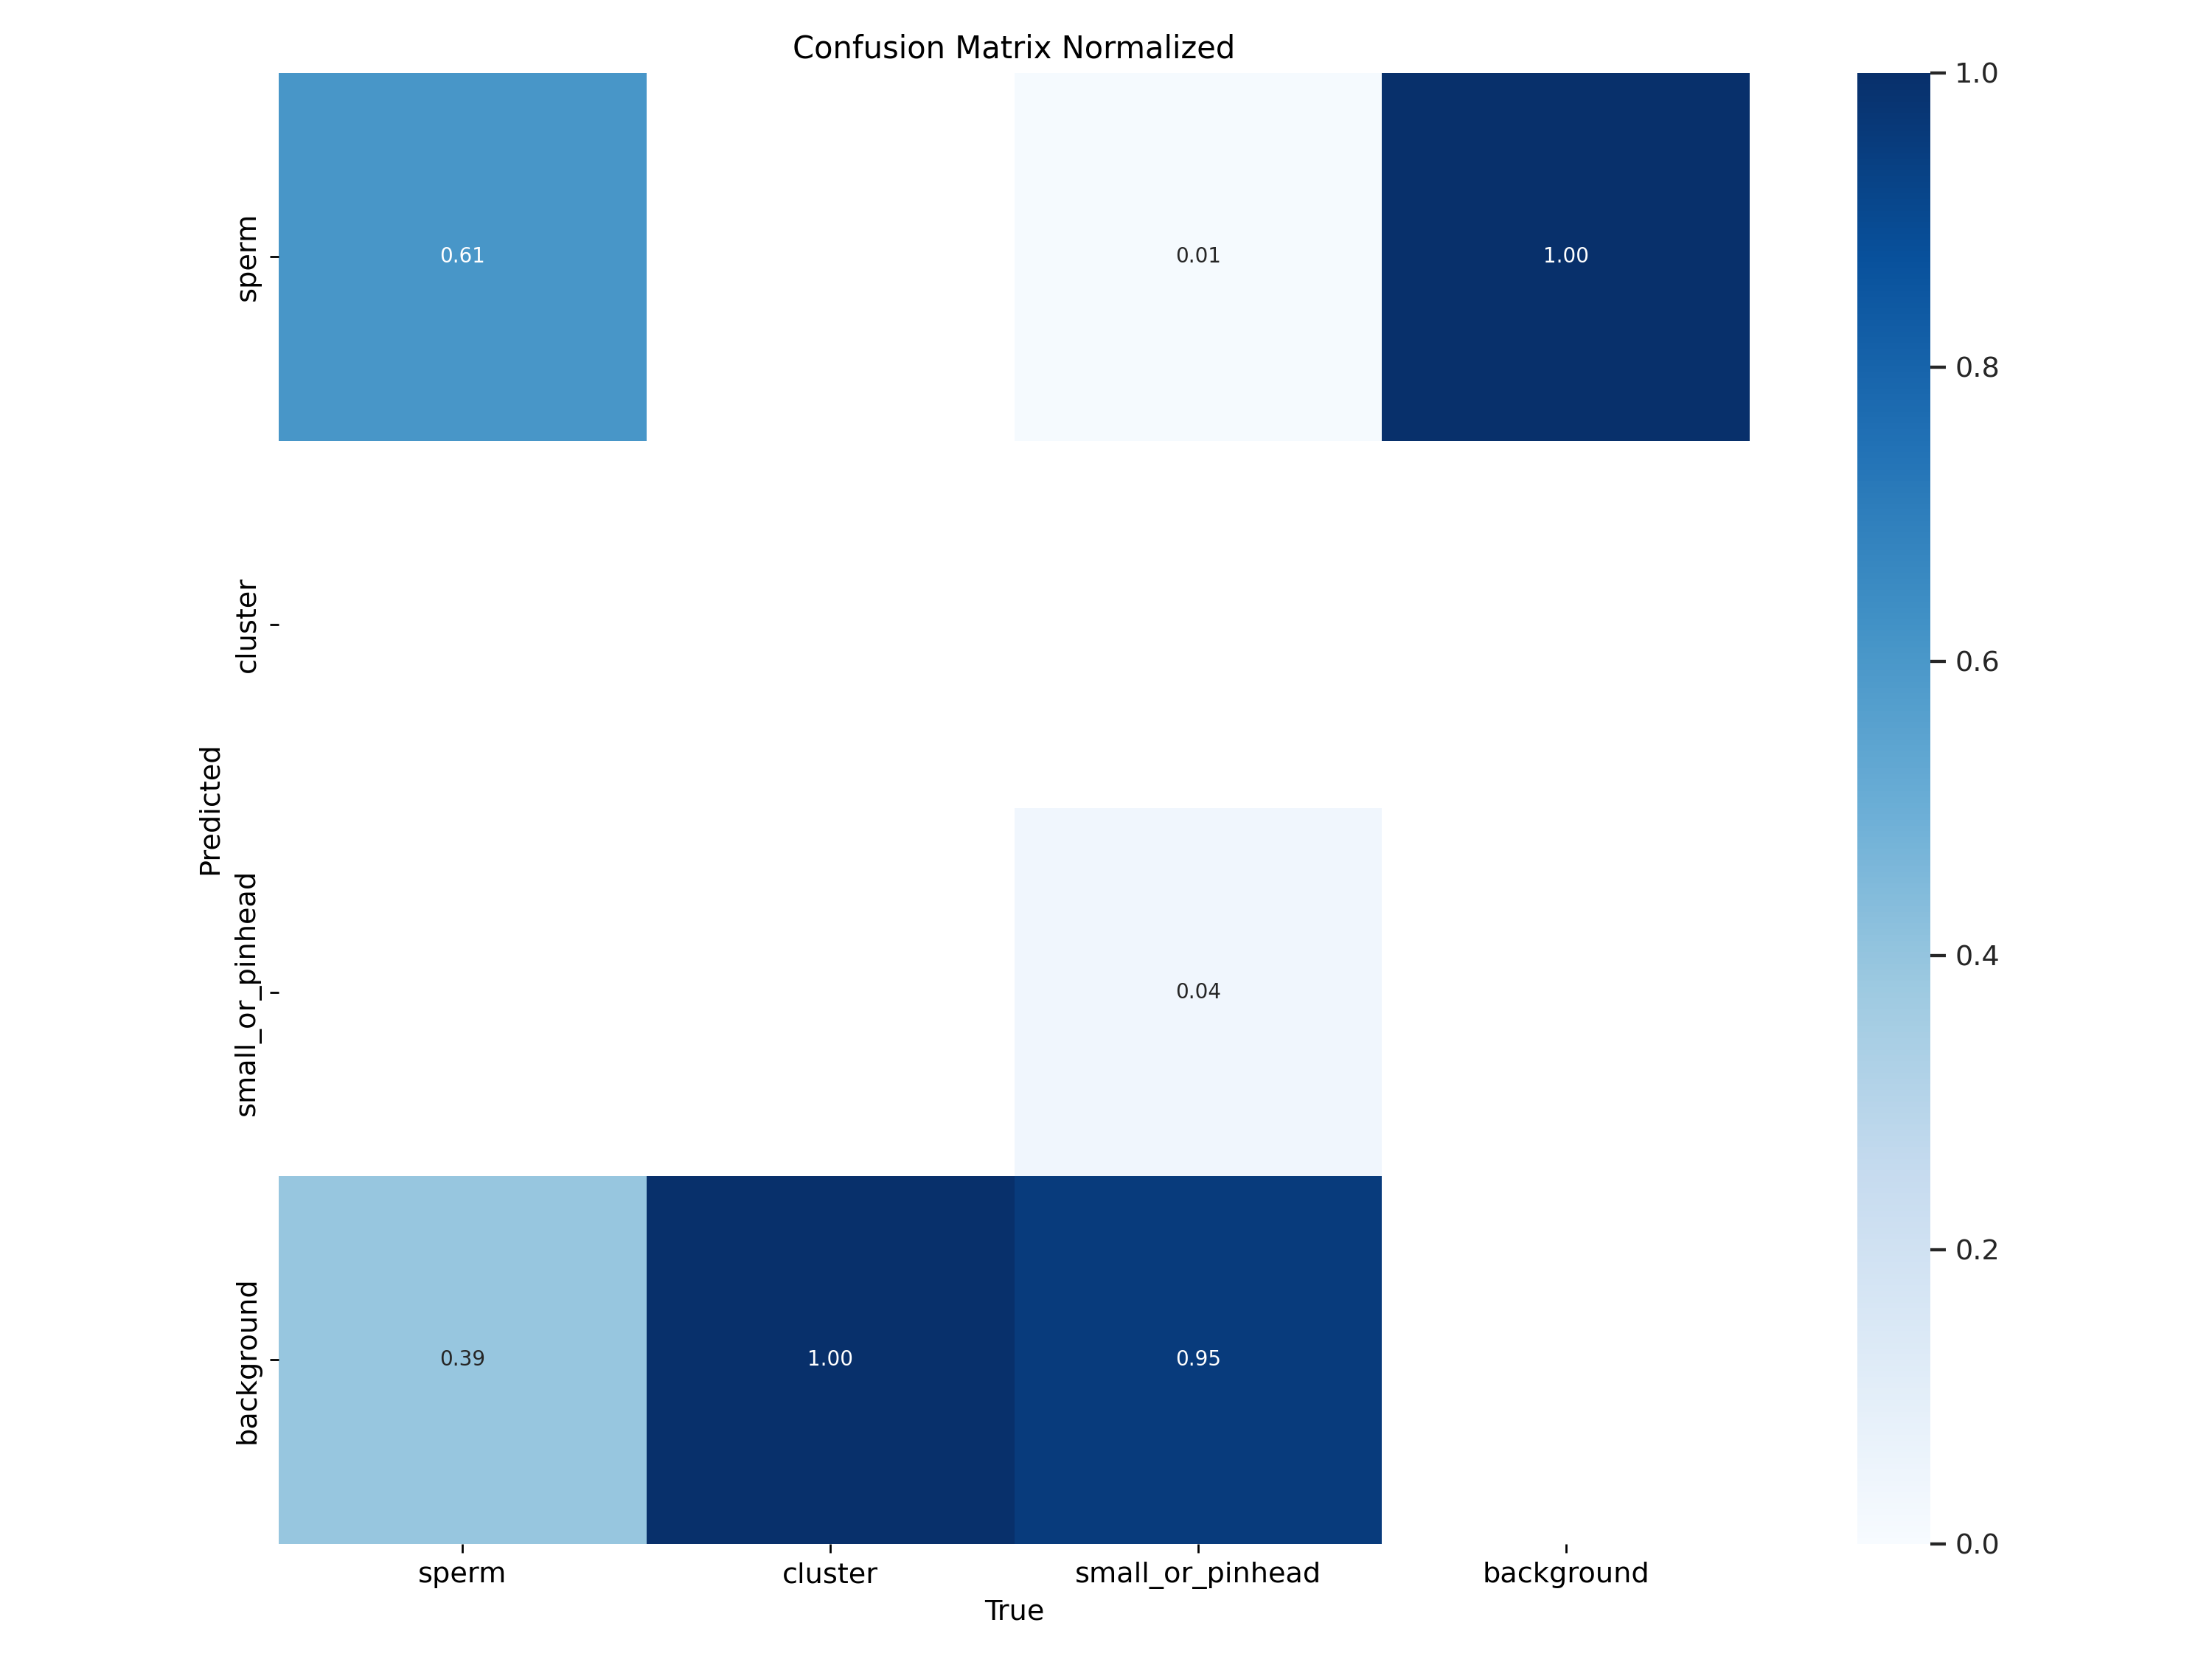 Confusion Matrix Normalized
sperm
cluster
small_or_pinhead
background
Predicted
0.61
0.01
1.00
0.04
0.39
1.00
0.95
sperm
cluster
small_or_pinhead
background
True
1.0
0.8
0.6
0.4
0.2
0.0